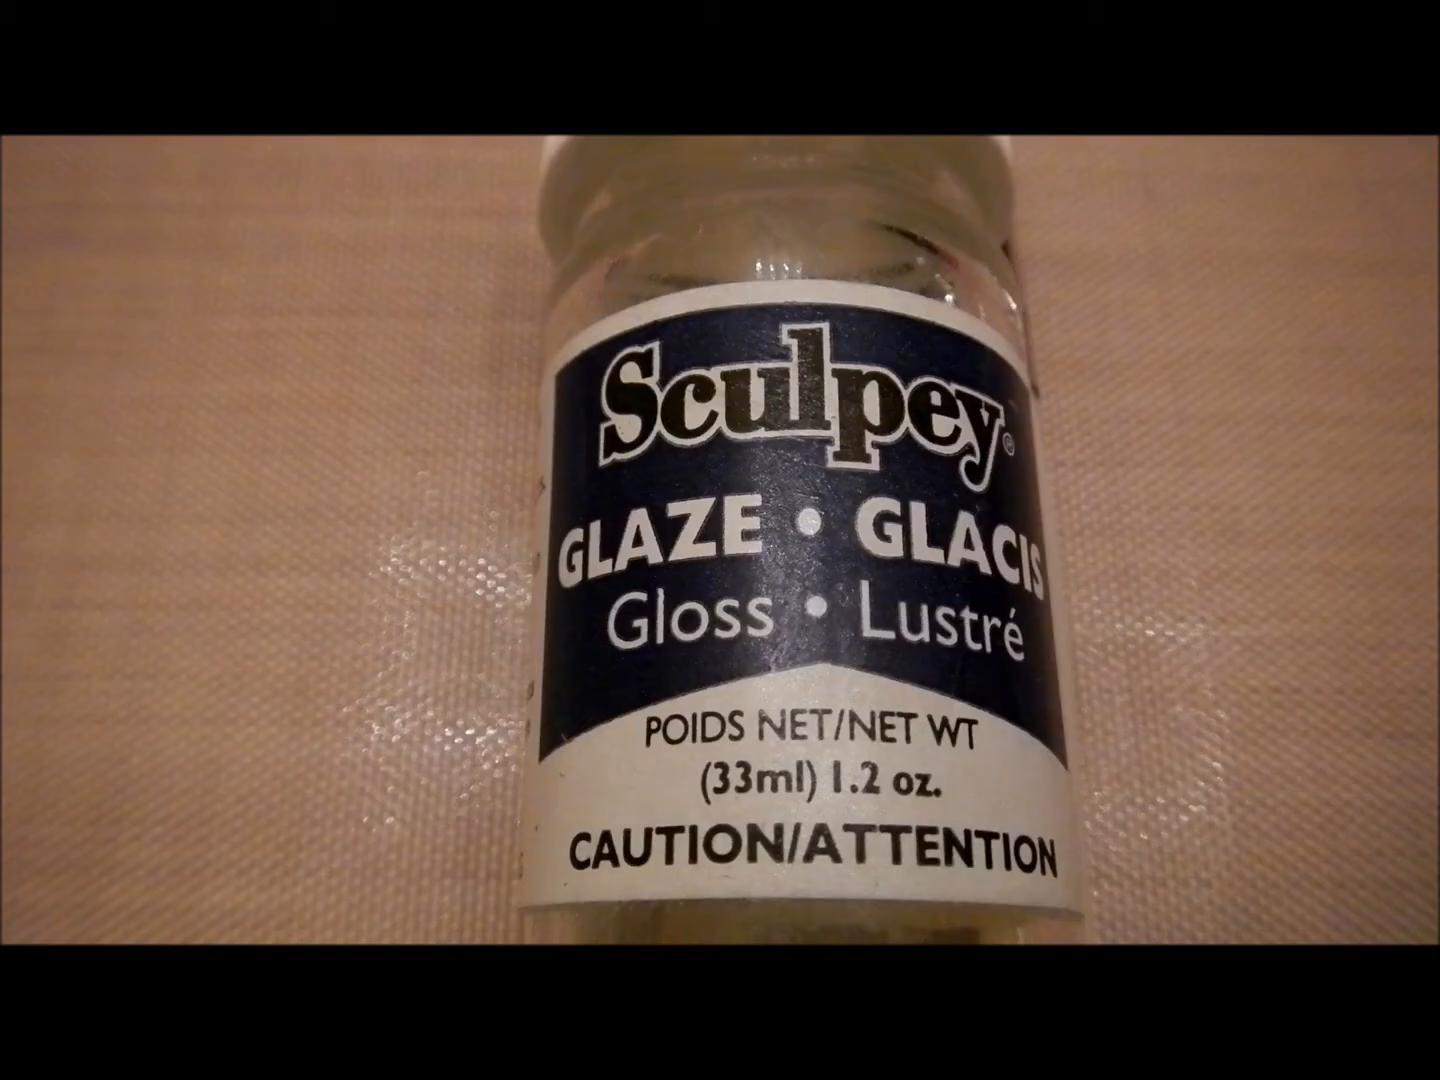 Sculpey®
GLAZE • GLACIS
Gloss • Lustré
POIDS NET/NET WT
(33ml) 1.2 oz.
CAUTION/ATTENTION